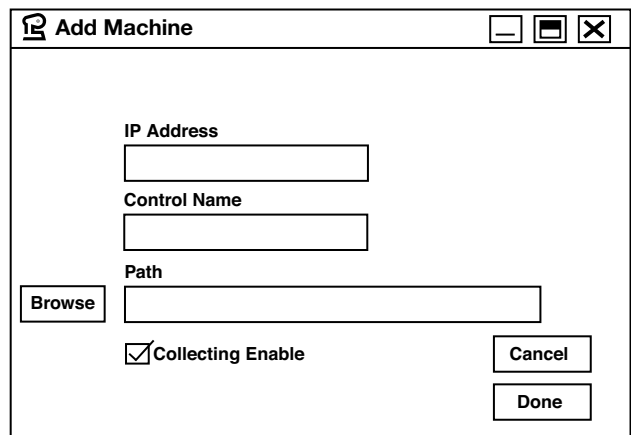 Add Machine
IP Address
Control Name
Path
Browse
Collecting Enable
Cancel
Done